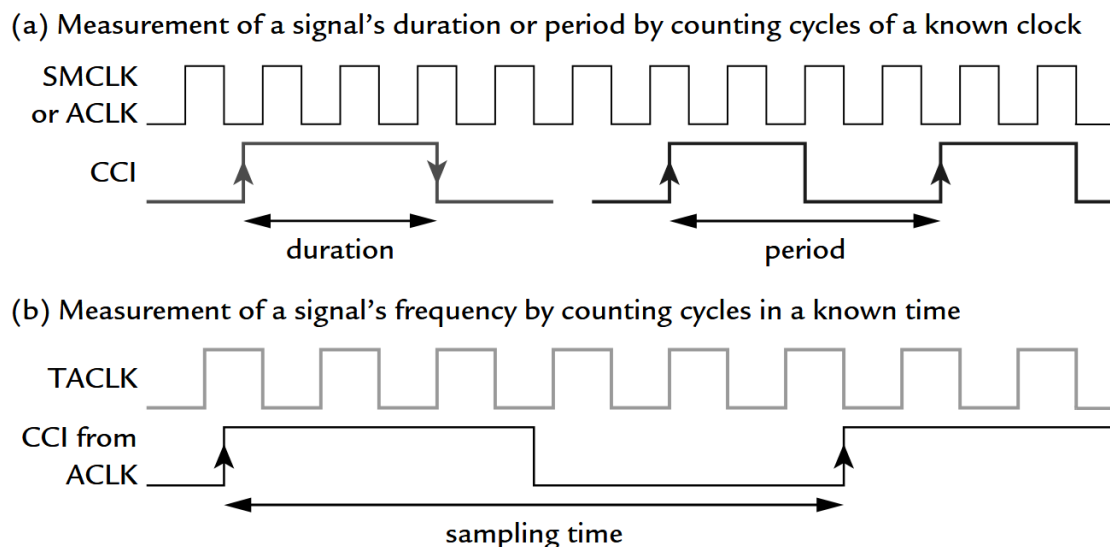 (a) Measurement of a signal's duration or period by counting cycles of a known clock
SMCLK
or ACLK
CCI
duration
period
(b) Measurement of a signal's frequency by counting cycles in a known time
TACLK
CCI from
ACLK
sampling time